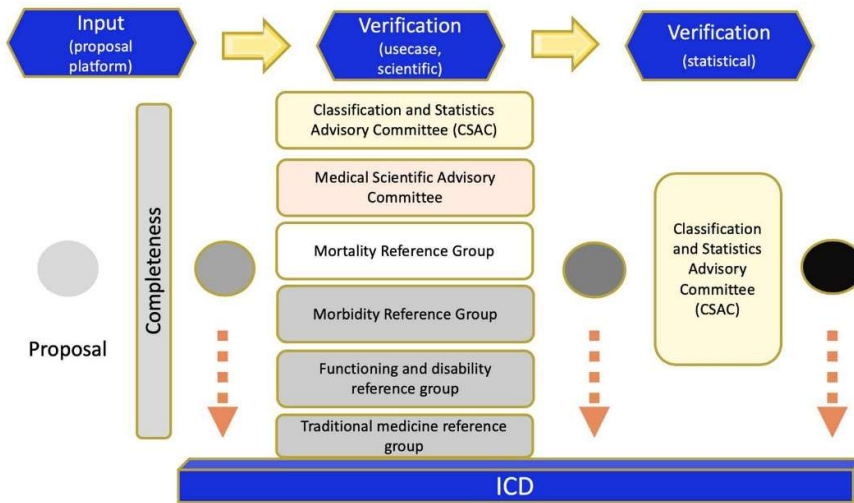 Input
(proposal
platform)
Verification
(usecase,
scientific)
Verification
(statistical)
Proposal
Completeness
Classification and Statistics
Advisory Committee (CSAC)
Medical Scientific Advisory
Committee
Mortality Reference Group
Morbidity Reference Group
Functioning and disability
reference group
Traditional medicine reference
group
Classification
and Statistics
Advisory
Committee
(CSAC)
ICD